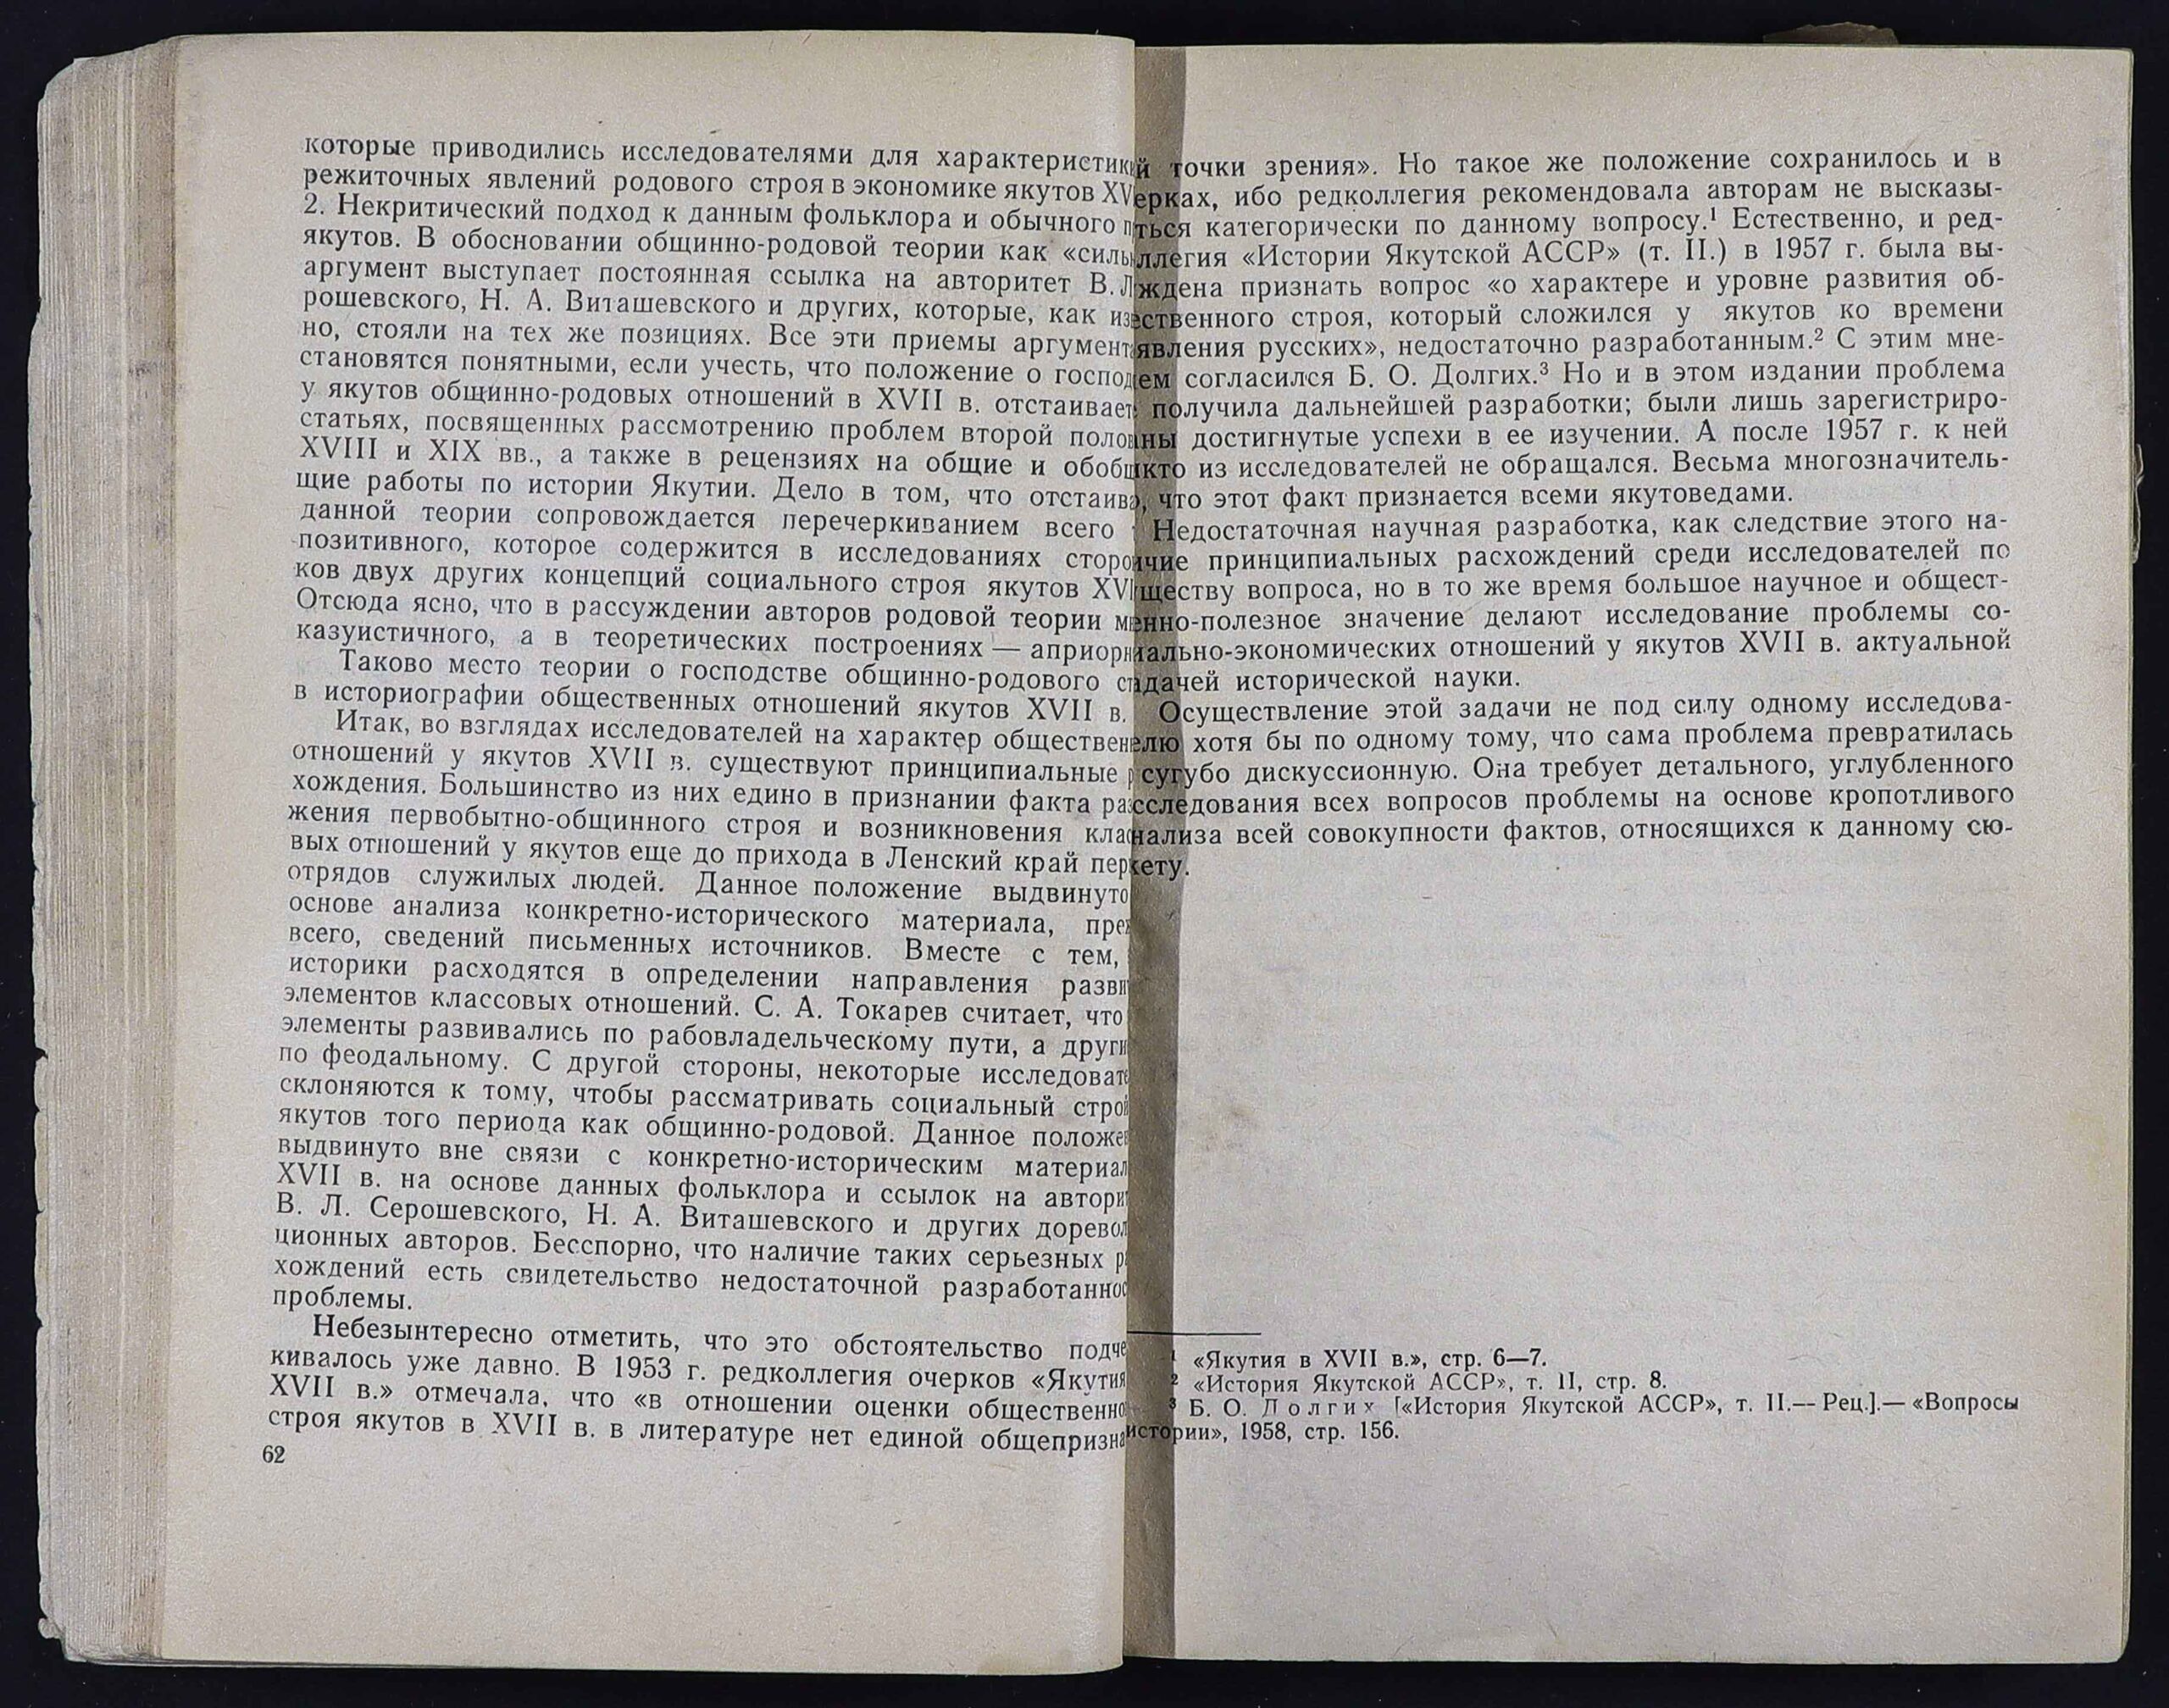 которые приводились исследователями для характеристик
режиточных явлений родового строя в экономике якутов XV
2. Некритический подход к данным фольклора и обычного п
якутов. В обосновании общинно-родовой теории как «силь
аргумент выступает постоянная ссылка на авторитет В. Л
рошевского, Н. А. Виташевского и других, которые, как из
но, стояли на тех же позициях. Все эти приемы аргумент
становятся понятными, если учесть, что положение о господ
у якутов общинно-родовых отношений в XVII в. отстаивает
статьях, посвященных рассмотрению проблем второй полов
XVIII и XIX вв., а также в рецензиях на общие и обобщ
щие работы по истории Якутии. Дело в том, что отстаива
данной теории сопровождается перечеркиванием всего
позитивного, которое содержится в исследованиях сторо
ков двух других концепций социального строя якутов XVI
Отсюда ясно, что в рассуждении авторов родовой теории м
казуистичного, а в теоретических построениях — априорн
Таково место теории о господстве общинно-родового ст
в историографии общественных отношений якутов XVII в.
Итак, во взглядах исследователей на характер обществен
отношений у якутов XVII в. существуют принципиальные р
хождения. Большинство из них едино в признании факта раз
жения первобытно-общинного строя и возникновения клас
вых отношений у якутов еще до прихода в Ленский край пер
отрядов служилых людей. Данное положение выдвинуто
основе анализа конкретно-исторического материала, пре
всего, сведений письменных источников. Вместе с тем,
историки расходятся в определении направления разви
элементов классовых отношений. С. А. Токарев считает, что
элементы развивались по рабовладельческому пути, а други
по феодальному. С другой стороны, некоторые исследовате
склоняются к тому, чтобы рассматривать социальный строй
якутов того периода как общинно-родовой. Данное положе
выдвинуто вне связи с конкретно-историческим материал
XVII в. на основе данных фольклора и ссылок на автори
В. Л. Серошевского, Н. А. Виташевского и других доревол
ционных авторов. Бесспорно, что наличие таких серьезных р
хождений есть свидетельство недостаточной разработаннос
проблемы.
Небезынтересно отметить, что это обстоятельство подче
кивалось уже давно. В 1953 г. редколлегия очерков «Якутия
XVII в.» отмечала, что «в отношении оценки общественно
строя якутов в XVII в. в литературе нет единой общепризна
62
й точки зрения». Но такое же положение сохранилось и в
ерках, ибо редколлегия рекомендовала авторам не высказы-
ться категорически по данному вопросу.¹ Естественно, и ред-
ллегия «Истории Якутской АССР» (т. II.) в 1957 г. была вы-
ждена признать вопрос «о характере и уровне развития об-
ественного строя, который сложился у якутов ко времени
явления русских», недостаточно разработанным.² С этим мне-
ем согласился Б. О. Долгих.³ Но и в этом издании проблема
получила дальнейшей разработки; были лишь зарегистриро-
ны достигнутые успехи в ее изучении. А после 1957 г. к ней
икто из исследователей не обращался. Весьма многозначитель-
о, что этот факт признается всеми якутоведами.
Недостаточная научная разработка, как следствие этого на-
ичие принципиальных расхождений среди исследователей по
ществу вопроса, но в то же время большое научное и общест-
енно-полезное значение делают исследование проблемы со-
иально-экономических отношений у якутов XVII в. актуальной
адачей исторической науки.
Осуществление этой задачи не под силу одному исследова-
елю хотя бы по одному тому, что сама проблема превратилась
сугубо дискуссионную. Она требует детального, углубленного
сследования всех вопросов проблемы на основе кропотливого
нализа всей совокупности фактов, относящихся к данному сю-
жету.
¹ «Якутия в XVII в.», стр. 6—7.
² «История Якутской АССР», т. II, стр. 8.
³ Б. О. Долгих [«История Якутской АССР», т. II.— Рец.].— «Вопросы
истории», 1958, стр. 156.